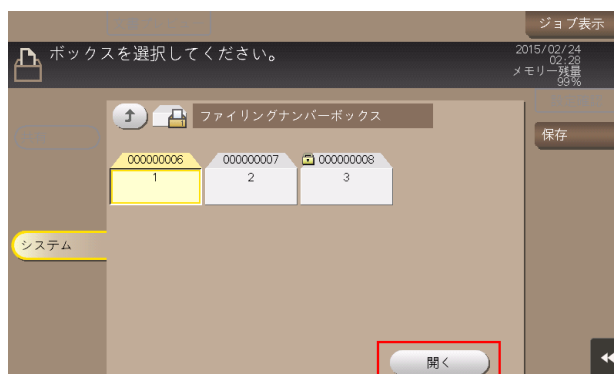 ジョブ表示
ボックスを選択してください。
2015/02/24
02:28
メモリー残量
99%
ファイリングナンバーボックス
保存
000000006
000000007
000000008
1
2
3
システム
開く